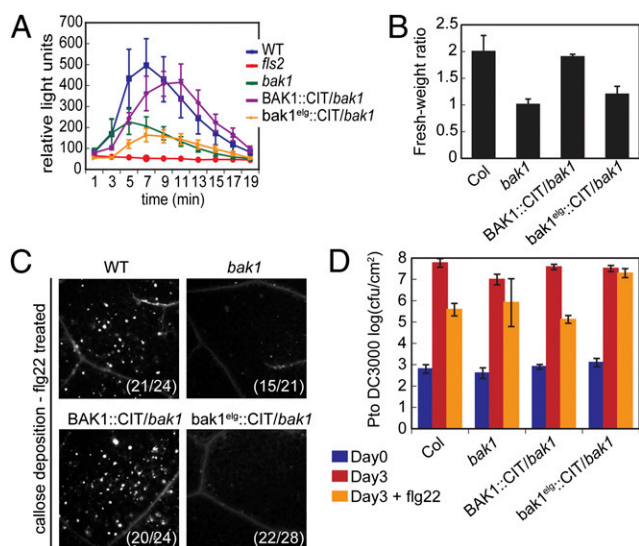 A
relative light units
700
600
500
400
300
200
100
0
1 3 5 7 9 11 13 15 17 19
time (min)
WT
fls2
bak1
BAK1::CIT/bak1
bak1elg::CIT/bak1
B
Fresh-weight ratio
2.5
2
1.5
1
0.5
0
Col
bak1
BAK1::CIT/bak1
bak1elg::CIT/bak1
C
callose deposition - flg22 treated
WT
bak1
(21/24)
(15/21)
BAK1::CIT/bak1
bak1elg::CIT/bak1
(20/24)
(22/28)
D
Pto DC3000 log(cfu/cm²)
8
7
6
5
4
3
2
1
0
Col
bak1
BAK1::CIT/bak1
bak1elg::CIT/bak1
Day0
Day3
Day3 + flg22